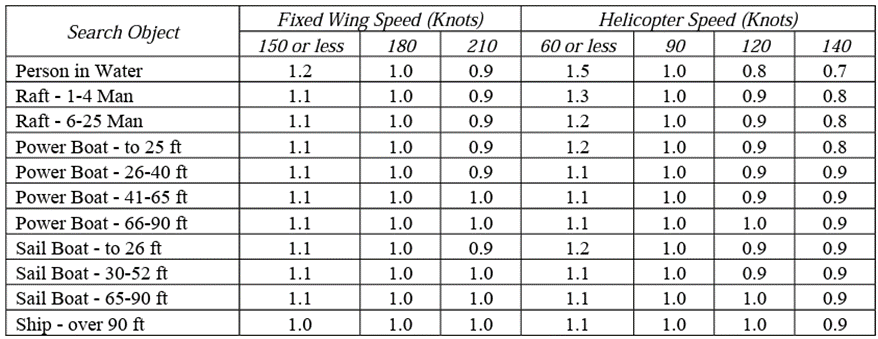 Search Object Fixed Wing Speed (Knots) Helicopter Speed (Knots)
150 or less 180 210 60 or less 90 120 140
Person in Water 1.2 1.0 0.9 1.5 1.0 0.8 0.7
Raft - 1-4 Man 1.1 1.0 0.9 1.3 1.0 0.9 0.8
Raft - 6-25 Man 1.1 1.0 0.9 1.2 1.0 0.9 0.8
Power Boat - to 25 ft 1.1 1.0 0.9 1.2 1.0 0.9 0.8
Power Boat - 26-40 ft 1.1 1.0 0.9 1.1 1.0 0.9 0.9
Power Boat - 41-65 ft 1.1 1.0 1.0 1.1 1.0 0.9 0.9
Power Boat - 66-90 ft 1.1 1.0 1.0 1.1 1.0 1.0 0.9
Sail Boat - to 26 ft 1.1 1.0 0.9 1.2 1.0 0.9 0.9
Sail Boat - 30-52 ft 1.1 1.0 1.0 1.1 1.0 0.9 0.9
Sail Boat - 65-90 ft 1.1 1.0 1.0 1.1 1.0 1.0 0.9
Ship - over 90 ft 1.0 1.0 1.0 1.1 1.0 1.0 0.9